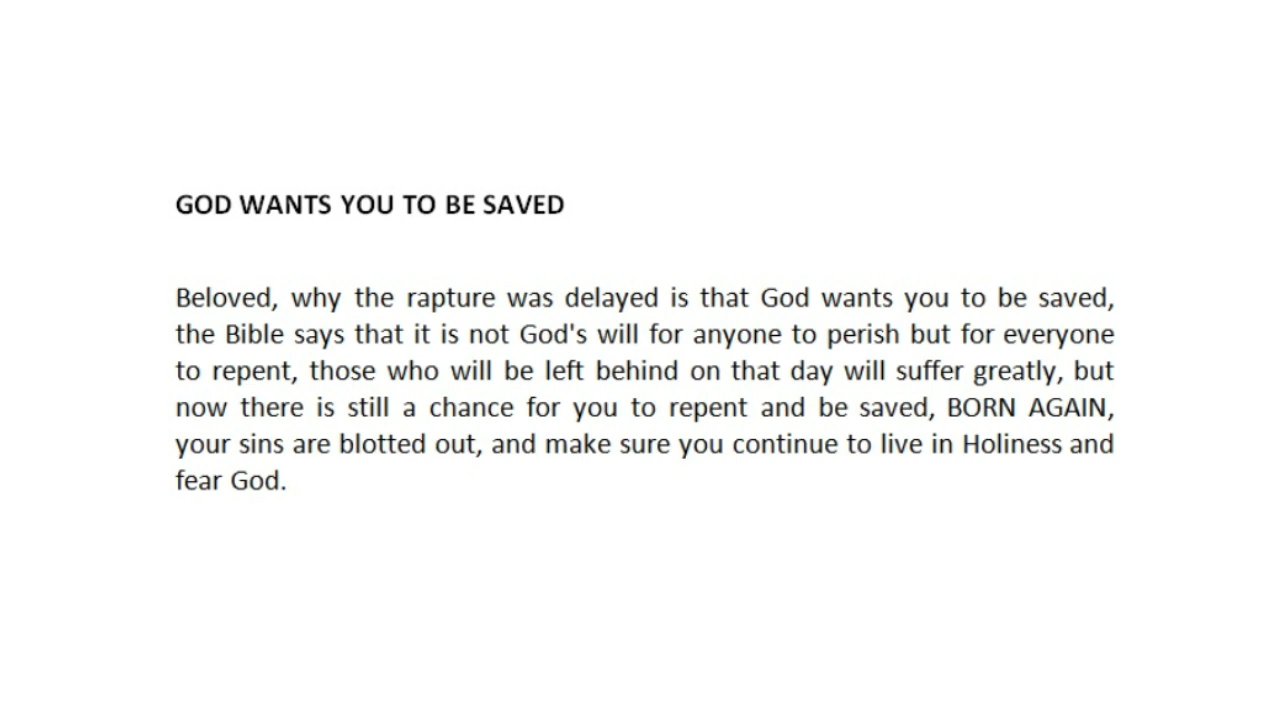 GOD WANTS YOU TO BE SAVED
Beloved, why the rapture was delayed is that God wants you to be saved,
the Bible says that it is not God's will for anyone to perish but for everyone
to repent, those who will be left behind on that day will suffer greatly, but
now there is still a chance for you to repent and be saved, BORN AGAIN,
your sins are blotted out, and make sure you continue to live in Holiness and
fear God.